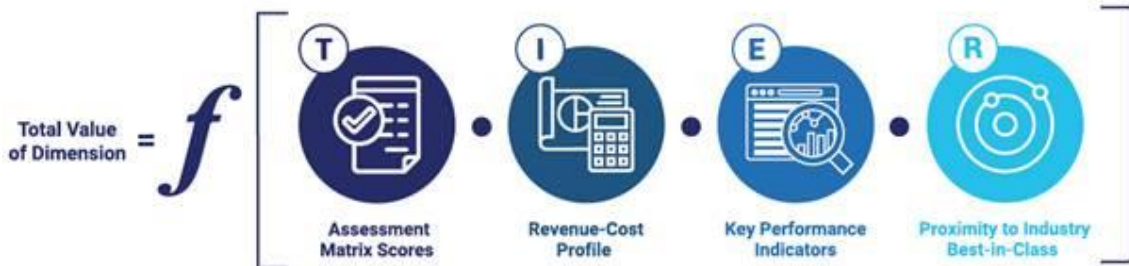 T
I
E
R
Total Value
of Dimension
= f
Assessment
Matrix Scores
Revenue-Cost
Profile
Key Performance
Indicators
Proximity to Industry
Best-in-Class